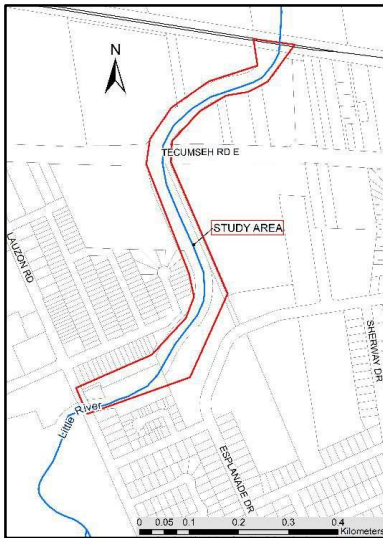 N
TECUMSEH RD E
STUDY AREA
LAUZON RD
SHERWAY DR
Little River
ESPLANADE DR
0 0.05 0.1 0.2 0.3 0.4
Kilometers